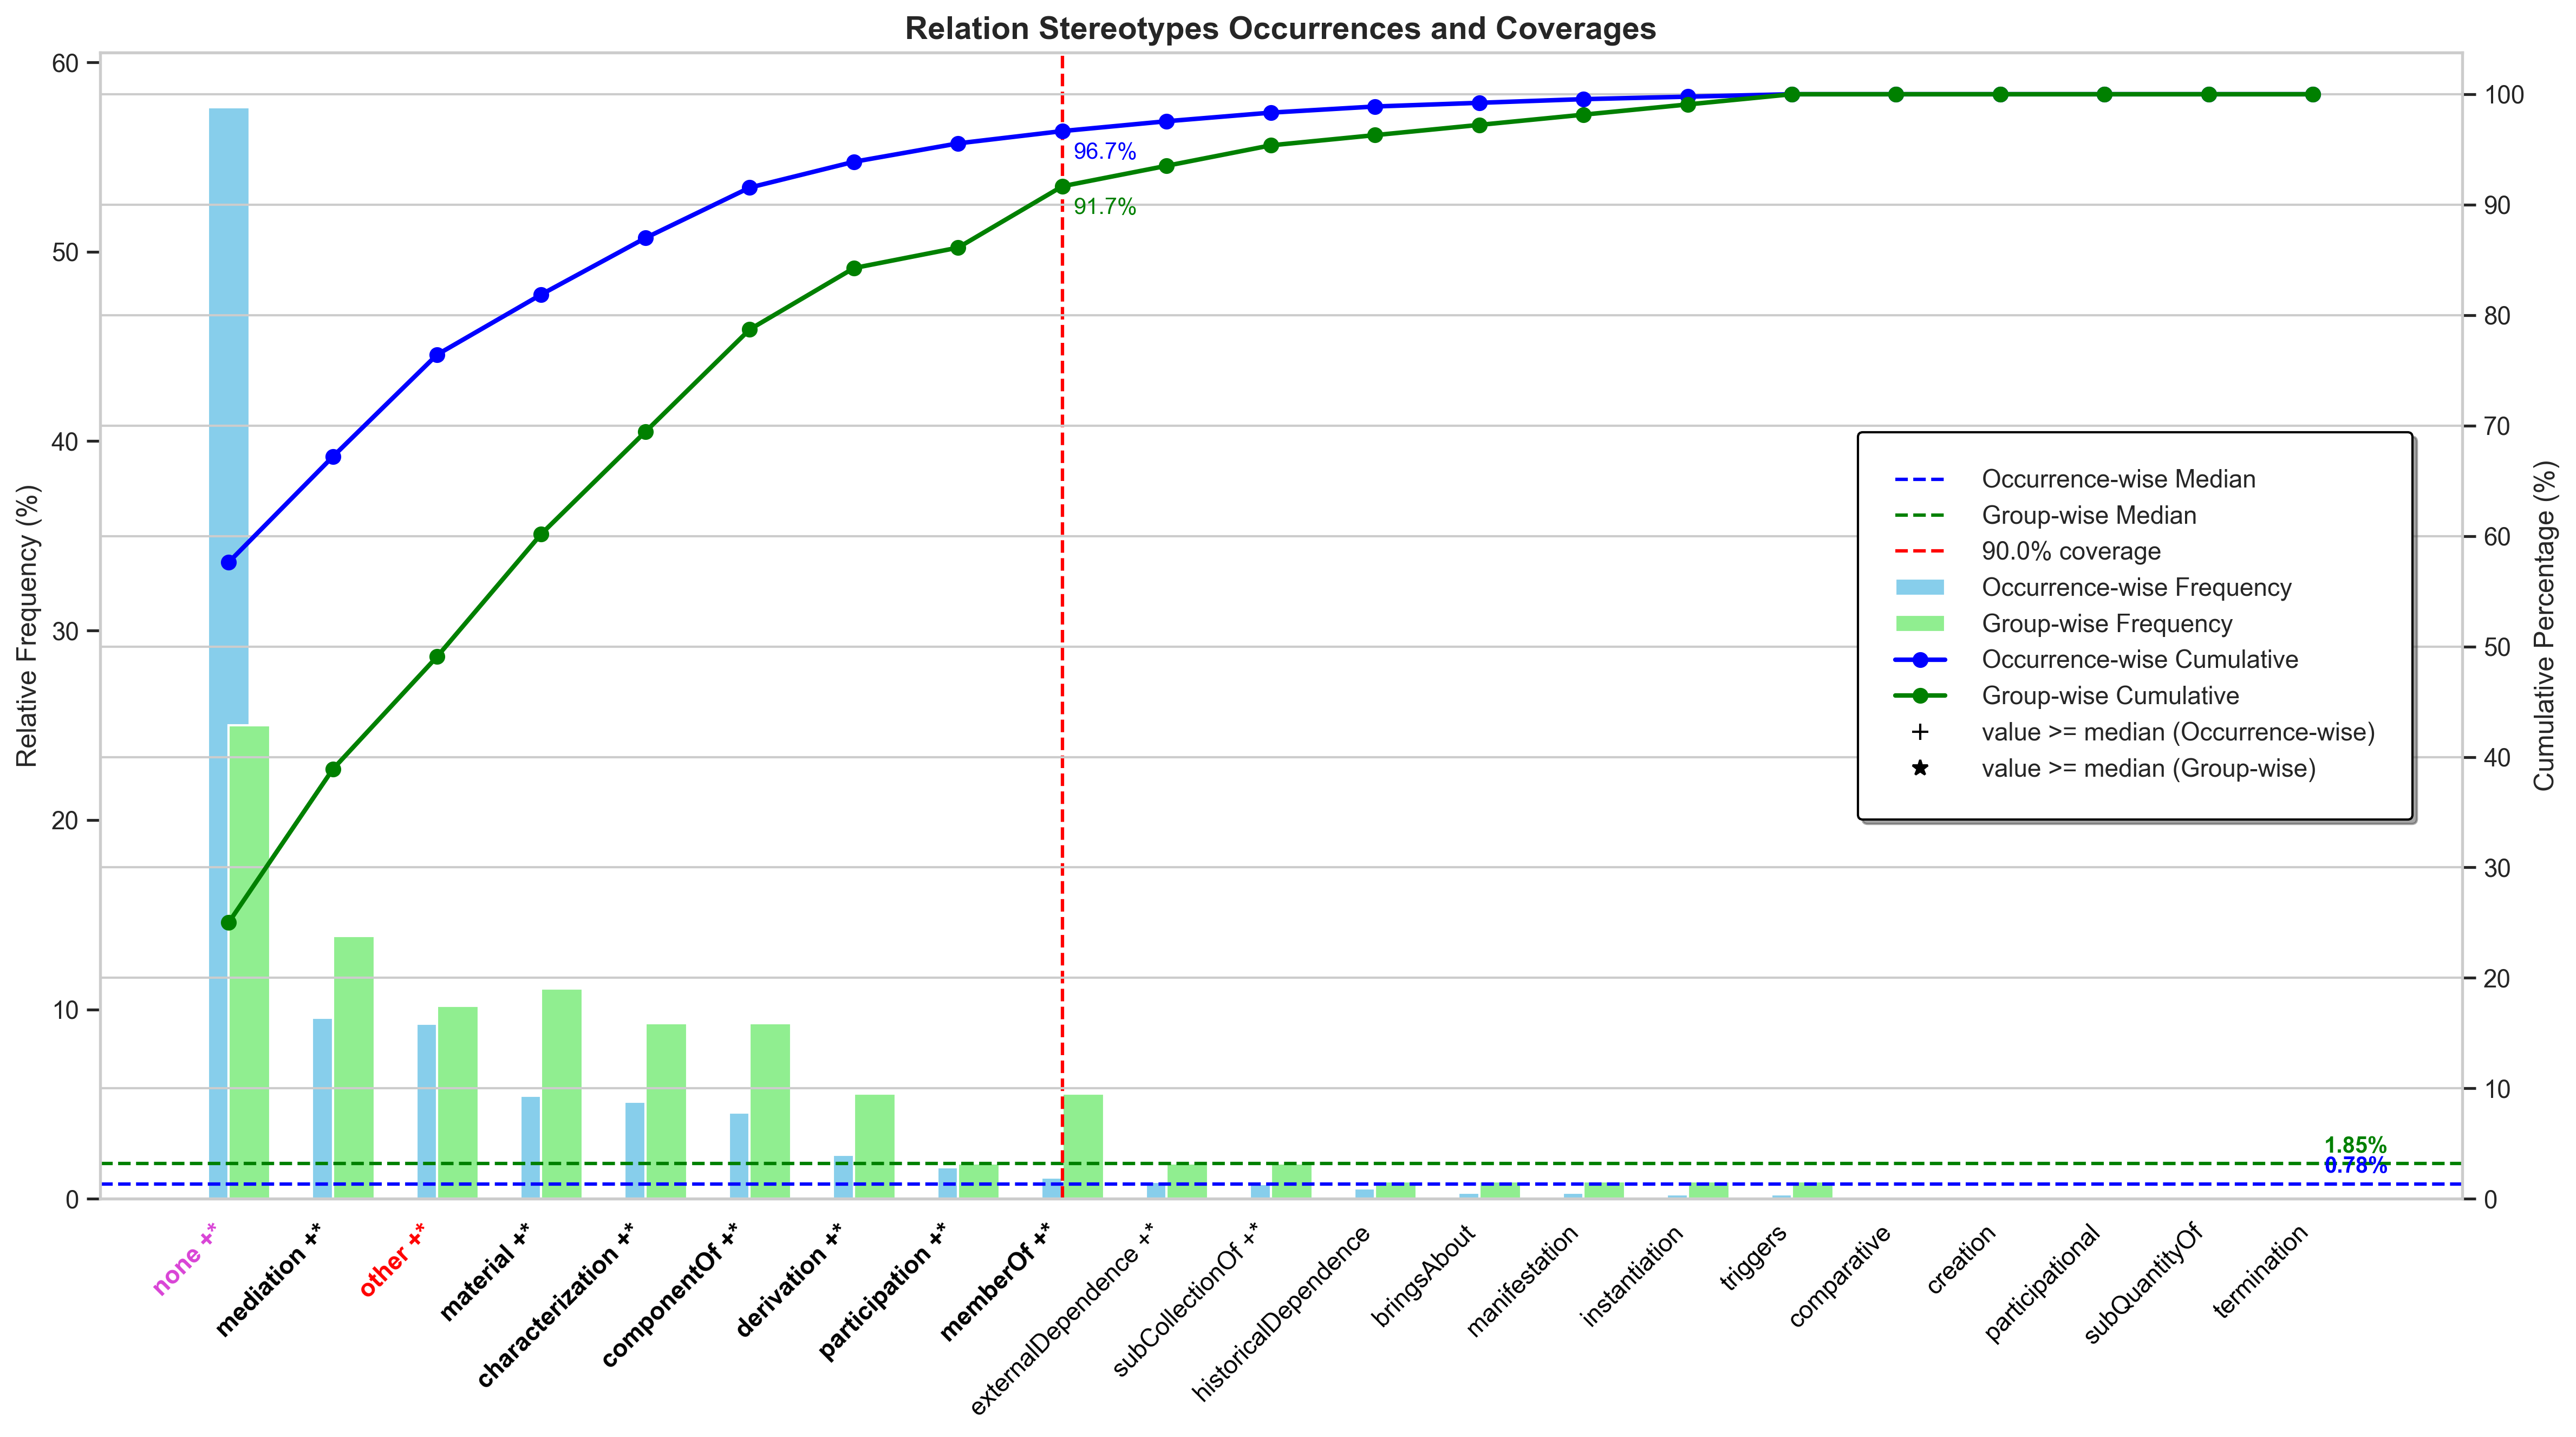 Relation Stereotypes Occurrences and Coverages
Relative Frequency (%)
60
50
40
30
20
10
0
Cumulative Percentage (%)
100
90
80
70
60
50
40
30
20
10
0
96.7%
91.7%
1.85%
0.78%
Occurrence-wise Median
Group-wise Median
90.0% coverage
Occurrence-wise Frequency
Group-wise Frequency
Occurrence-wise Cumulative
Group-wise Cumulative
value >= median (Occurrence-wise)
value >= median (Group-wise)
none +*
mediation +*
other +*
material +*
characterization +*
componentOf +*
derivation +*
participation +*
memberOf +*
externalDependence +*
subCollectionOf +*
historicalDependence
bringsAbout
manifestation
instantiation
triggers
comparative
creation
participational
subQuantityOf
termination